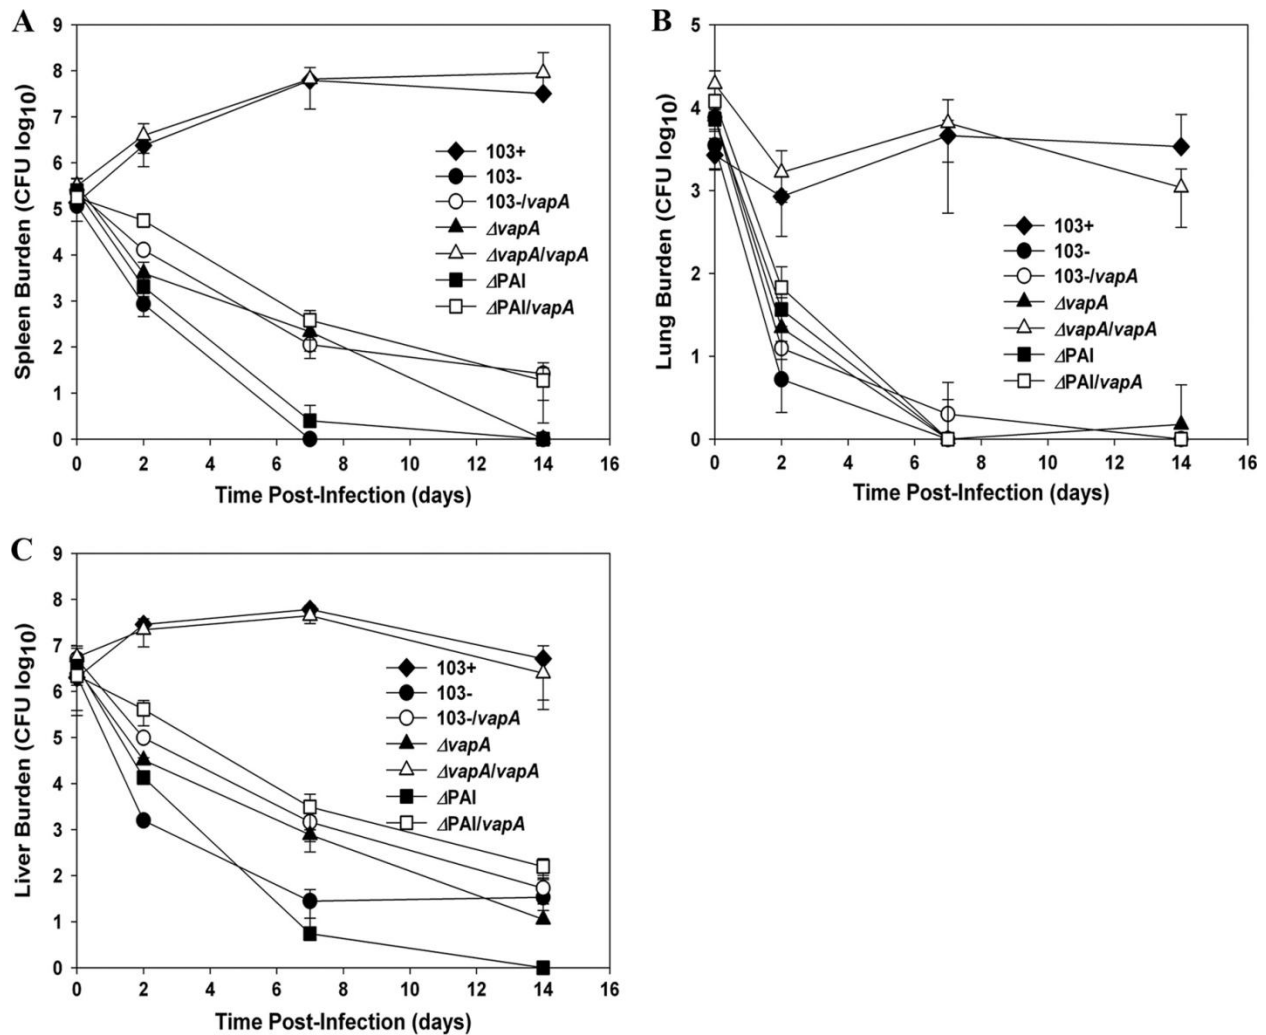 A
Spleen Burden (CFU log10)
9
8
7
6
5
4
3
2
1
0
103+
103-
103-/vapA
ΔvapA
ΔvapA/vapA
ΔPAI
ΔPAI/vapA
0 2 4 6 8 10 12 14 16
Time Post-Infection (days)
B
Lung Burden (CFU log10)
5
4
3
2
1
0
103+
103-
103-/vapA
ΔvapA
ΔvapA/vapA
ΔPAI
ΔPAI/vapA
0 2 4 6 8 10 12 14 16
Time Post-Infection (days)
C
Liver Burden (CFU log10)
9
8
7
6
5
4
3
2
1
0
103+
103-
103-/vapA
ΔvapA
ΔvapA/vapA
ΔPAI
ΔPAI/vapA
0 2 4 6 8 10 12 14 16
Time Post-Infection (days)